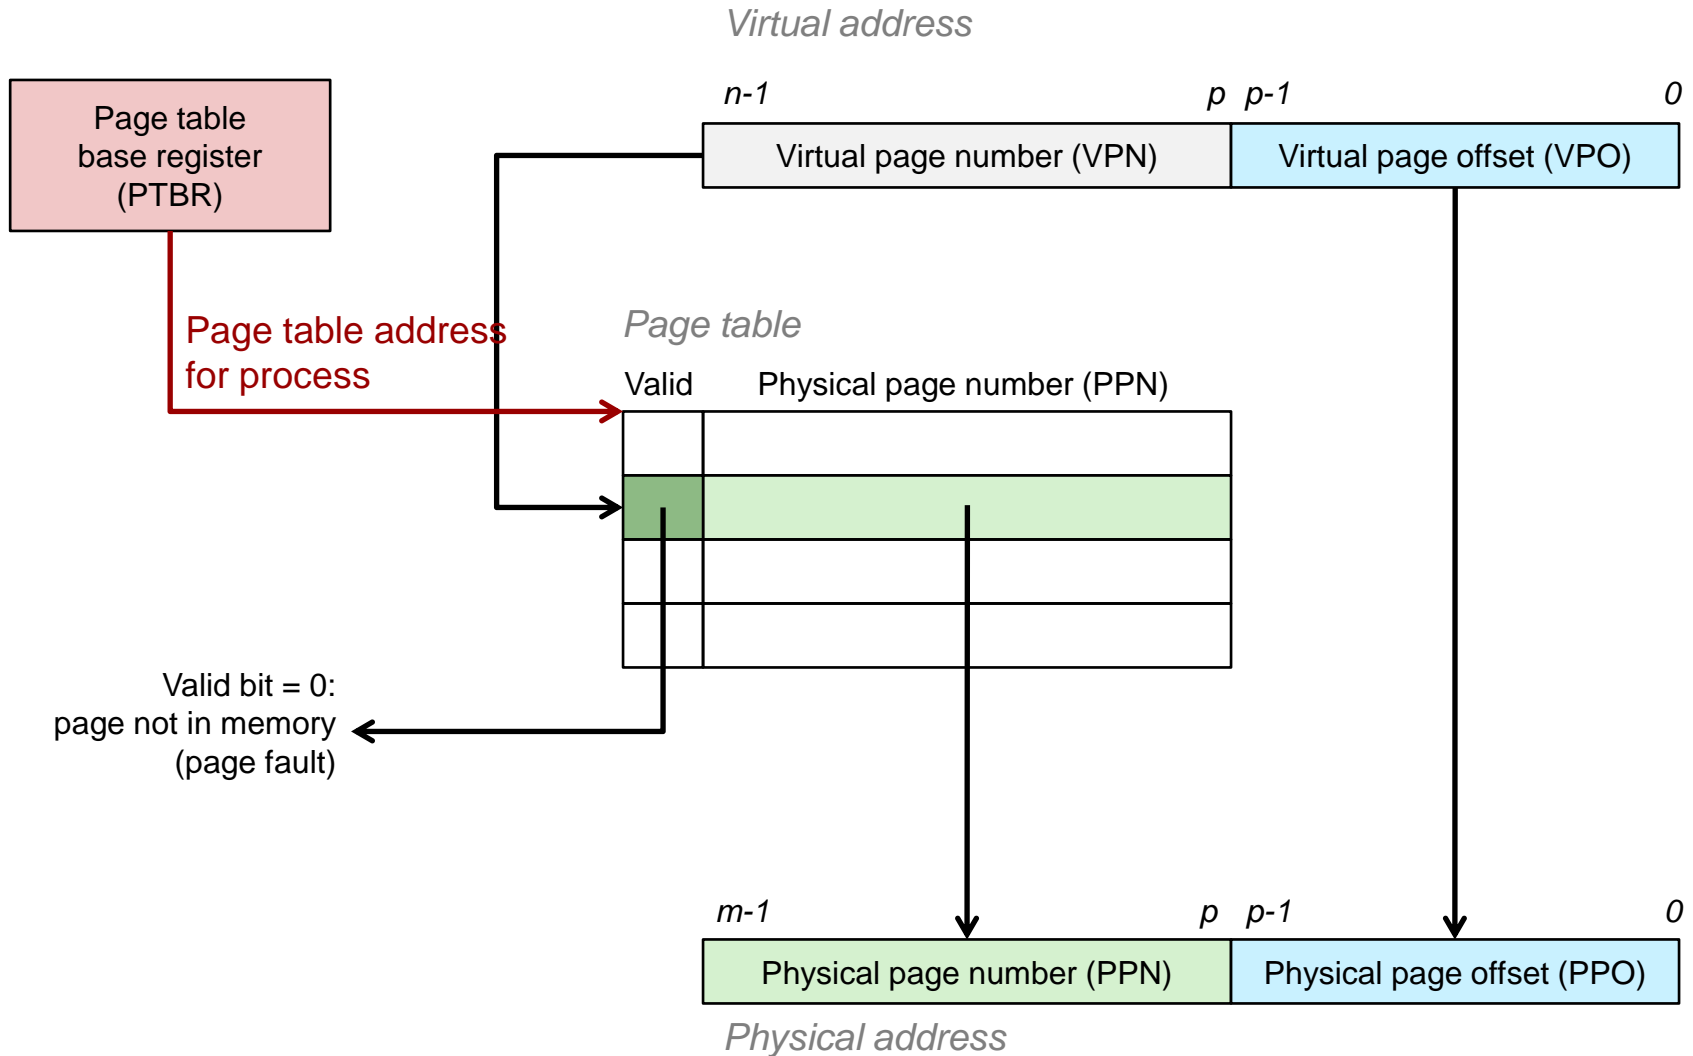 Virtual address
n-1
p
p-1
0
Page table
base register
(PTBR)
Virtual page number (VPN)
Virtual page offset (VPO)
Page table address
for process
Page table
Valid
Physical page number (PPN)
Valid bit = 0:
page not in memory
(page fault)
m-1
p
p-1
0
Physical page number (PPN)
Physical page offset (PPO)
Physical address